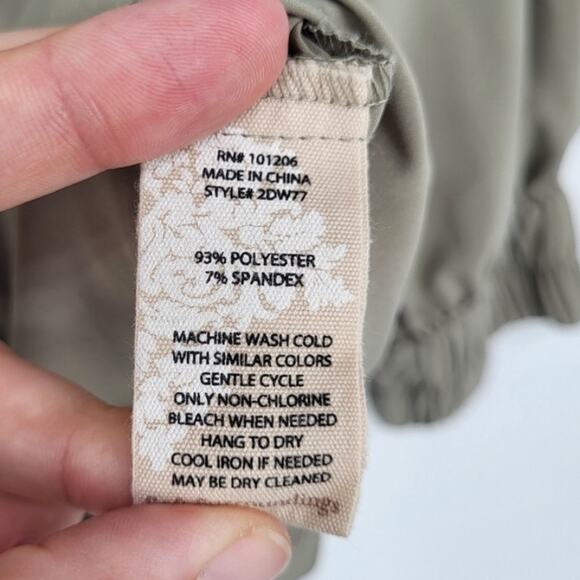 RN# 101206
MADE IN CHINA
STYLE# 2DW77
93% POLYESTER
7% SPANDEX
MACHINE WASH COLD
WITH SIMILAR COLORS
GENTLE CYCLE
ONLY NON-CHLORINE
BLEACH WHEN NEEDED
HANG TO DRY
COOL IRON IF NEEDED
MAY BE DRY CLEANED